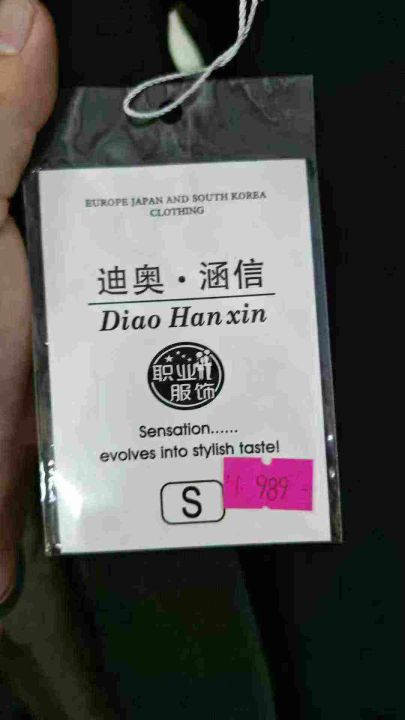 EUROPE JAPAN AND SOUTH KOREA
CLOTHING
迪奥·涵信
Diao Hanxin
职业
服饰
Sensation......
evolves into stylish taste!
S
989